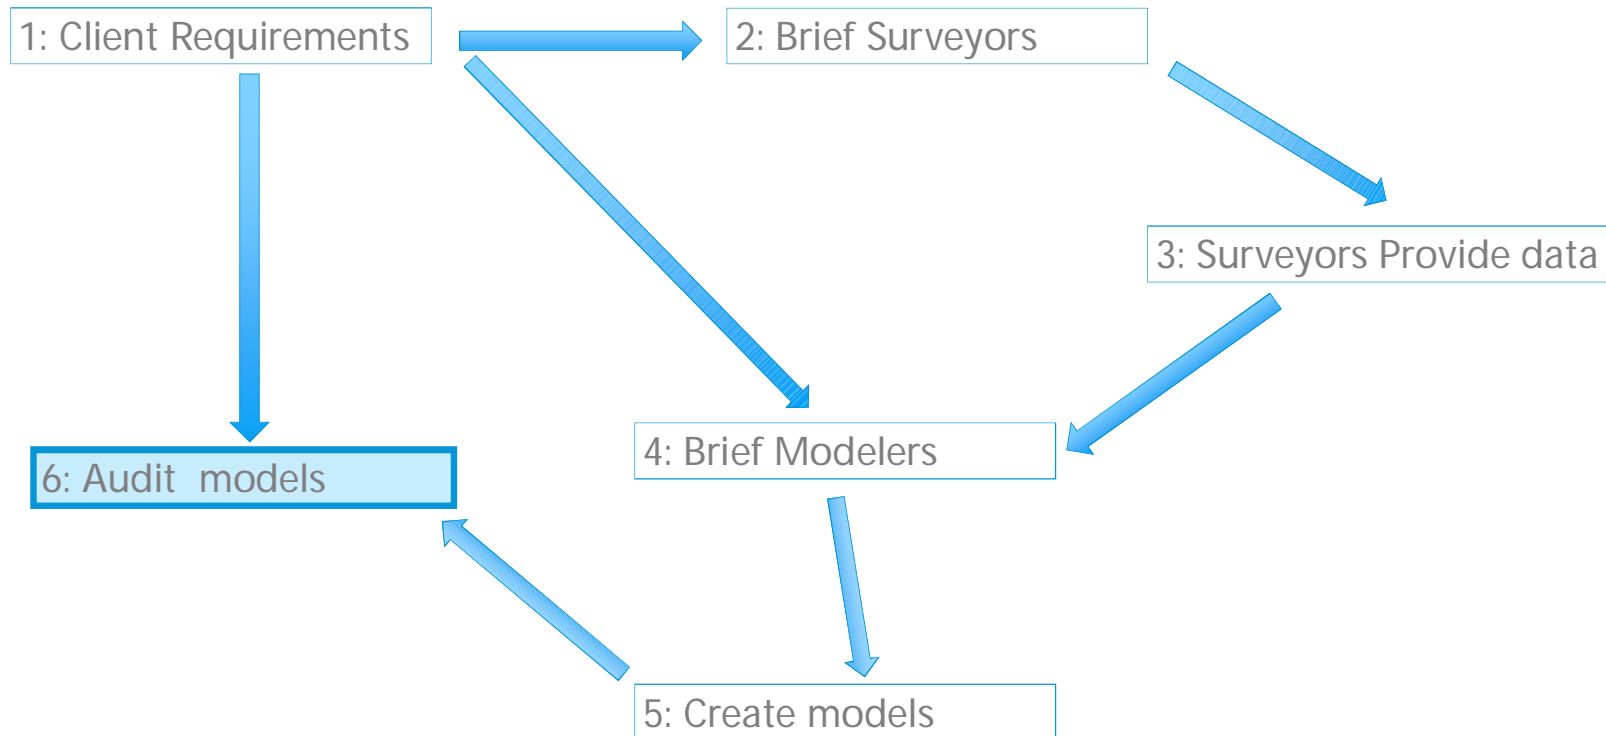 1: Client Requirements
2: Brief Surveyors
3: Surveyors Provide data
4: Brief Modelers
6: Audit models
5: Create models